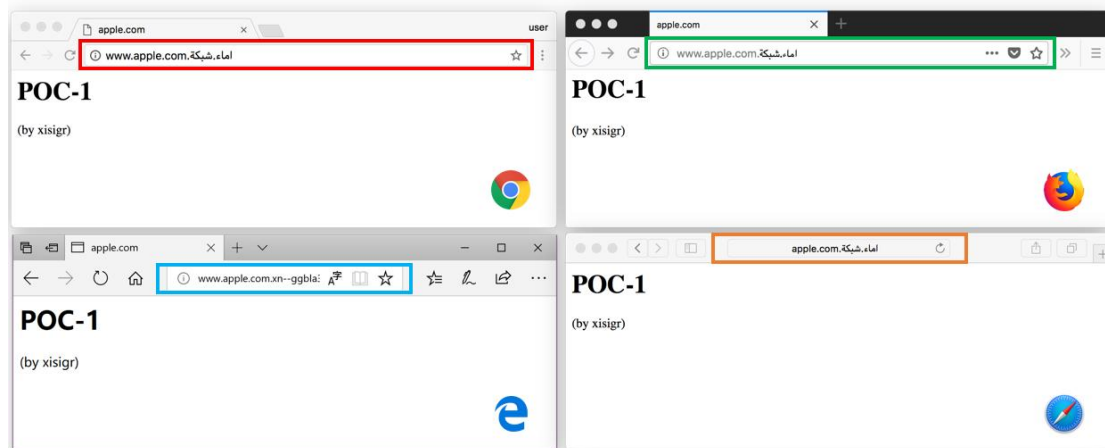 apple.com
user
www.apple.com.اماء.شبكة
POC-1
(by xisigr)
apple.com
www.apple.com.اماء.شبكة
POC-1
(by xisigr)
apple.com
www.apple.com.xn--ggbla
POC-1
(by xisigr)
apple.com.اماء.شبكة
POC-1
(by xisigr)